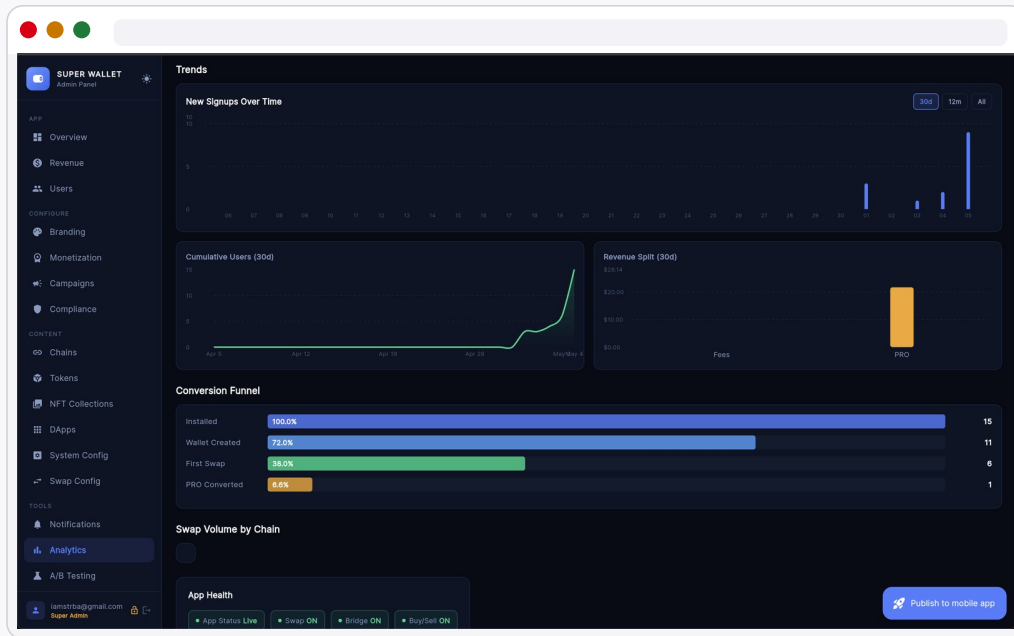 SUPER WALLET
Admin Panel
APP
Overview
Revenue
Users
CONFIGURE
Branding
Monetization
Campaigns
Compliance
CONTENT
Chains
Tokens
NFT Collections
DApps
System Config
Swap Config
TOOLS
Notifications
Analytics
A/B Testing
iamstrba@gmail.com
Super Admin
Trends
New Signups Over Time
30d 12m All
10
10
5
0
06 07 08 09 10 11 12 13 14 15 16 17 18 19 20 21 22 23 24 25 26 27 28 29 30 01 02 03 04 05
Cumulative Users (30d)
15
10
5
0
Apr 5 Apr 12 Apr 19 Apr 26 May 4
Revenue Split (30d)
$26.14
$20.00
$10.00
$0.00
Fees PRO
Conversion Funnel
Installed 100.0% 15
Wallet Created 72.0% 11
First Swap 38.0% 6
PRO Converted 6.6% 1
Swap Volume by Chain
App Health
App Status Live Swap ON Bridge ON Buy/Sell ON
Publish to mobile app